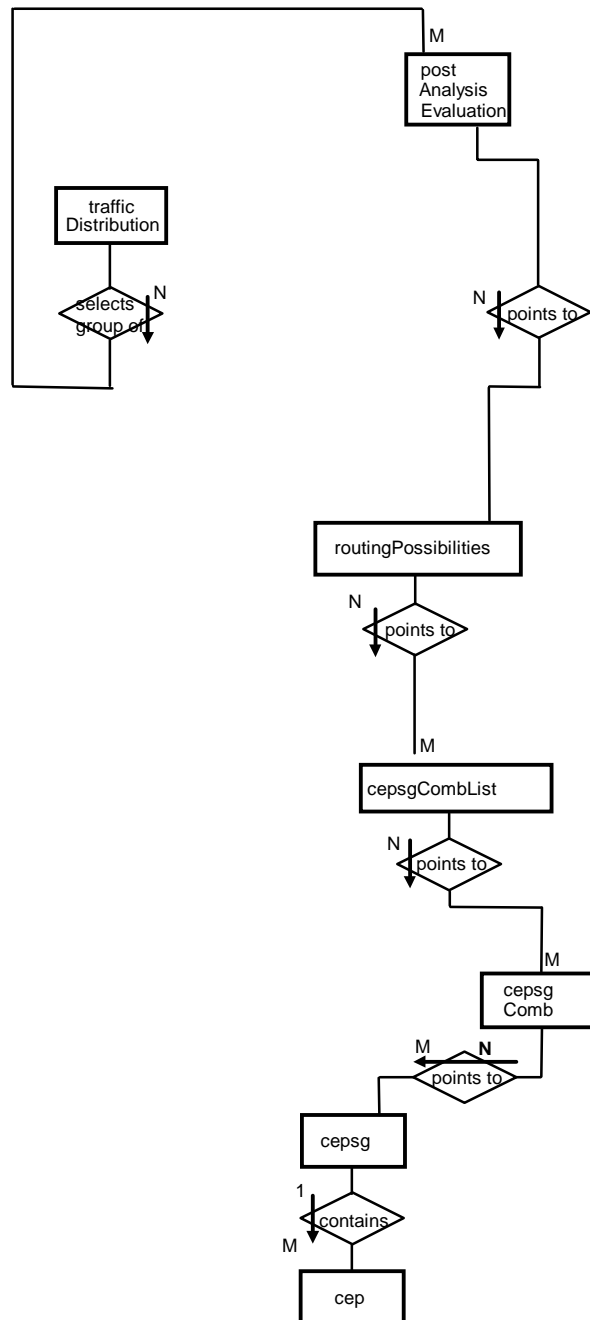 M
post
Analysis
Evaluation
traffic
Distribution
N
selects
group of
N
points to
routingPossibilities
N
points to
M
cepsgCombList
N
points to
M
cepsg
Comb
M
N
points to
cepsg
1
contains
M
cep